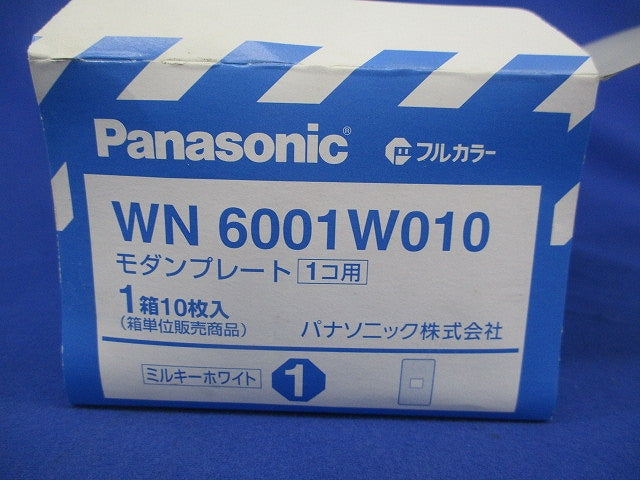 Panasonic® フルカラー
WN 6001W010
モダンプレート 1コ用
1箱10枚入
(箱単位販売商品)
パナソニック株式会社
ミルキーホワイト 1